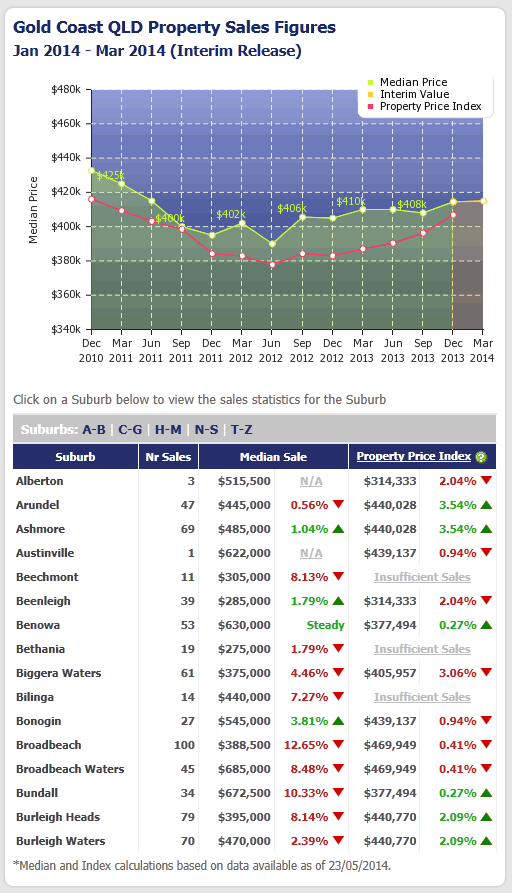 Gold Coast QLD Property Sales Figures
Jan 2014 - Mar 2014 (Interim Release)
Median Price
Interim Value
Property Price Index
$480k
$460k
$440k
$420k
$400k
$380k
$360k
$340k
Median Price
$425k
$400k
$402k
$406k
$410k
$408k
Dec Mar Jun Sep Dec Mar Jun Sep Dec Mar Jun Sep Dec Mar
2010 2011 2011 2011 2011 2012 2012 2012 2012 2013 2013 2013 2013 2014
Click on a Suburb below to view the sales statistics for the Suburb
Suburbs: A-B | C-G | H-M | N-S | T-Z
Suburb Nr Sales Median Sale Property Price Index ?
Alberton 3 $515,500 N/A $314,333 2.04% ▼
Arundel 47 $445,000 0.56% ▼ $440,028 3.54% ▲
Ashmore 69 $485,000 1.04% ▲ $440,028 3.54% ▲
Austinville 1 $622,000 N/A $439,137 0.94% ▼
Beechmont 11 $305,000 8.13% ▼ Insufficient Sales
Beenleigh 39 $285,000 1.79% ▲ $314,333 2.04% ▼
Benowa 53 $630,000 Steady $377,494 0.27% ▲
Bethania 19 $275,000 1.79% ▼ Insufficient Sales
Biggera Waters 61 $375,000 4.46% ▼ $405,957 3.06% ▼
Bilinga 14 $440,000 7.27% ▼ Insufficient Sales
Bonogin 27 $545,000 3.81% ▲ $439,137 0.94% ▼
Broadbeach 100 $388,500 12.65% ▼ $469,949 0.41% ▼
Broadbeach Waters 45 $685,000 8.48% ▼ $469,949 0.41% ▼
Bundall 34 $672,500 10.33% ▼ $377,494 0.27% ▲
Burleigh Heads 79 $395,000 8.14% ▼ $440,770 2.09% ▲
Burleigh Waters 70 $470,000 2.39% ▼ $440,770 2.09% ▲
*Median and Index calculations based on data available as of 23/05/2014.